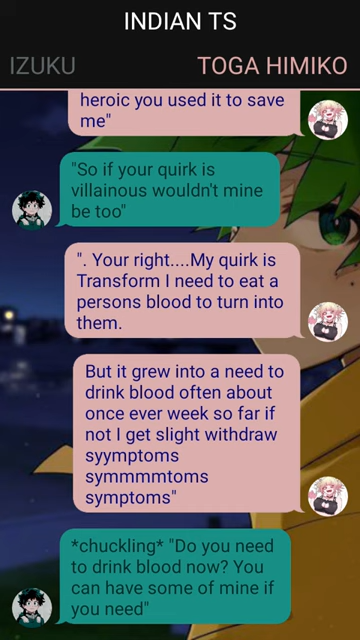 INDIAN TS
IZUKU
TOGA HIMIKO
heroic you used it to save
me"
"So if your quirk is
villainous wouldn't mine
be too"
". Your right....My quirk is
Transform I need to eat a
persons blood to turn into
them.
But it grew into a need to
drink blood often about
once ever week so far if
not I get slight withdraw
syymptoms
symmmmtoms
symptoms"
*chuckling* "Do you need
to drink blood now? You
can have some of mine if
you need"